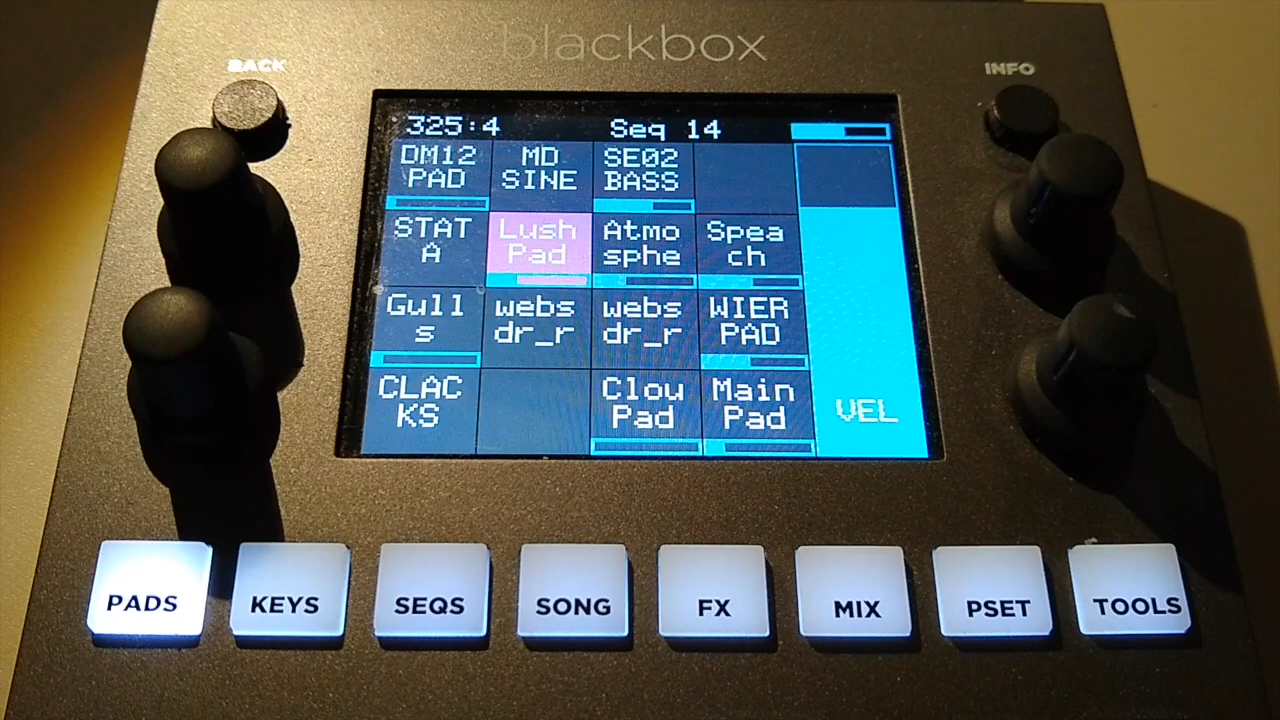 blackbox
BACK
INFO
325:4 Seq 14
DM12 MD SE02
PAD SINE BASS
STAT Lush Atmo Spea
A Pad sphe ch
Gull webs webs WIER
s dr_r dr_r PAD
CLAC Clou Main
KS Pad Pad VEL
PADS KEYS SEQS SONG FX MIX PSET TOOLS